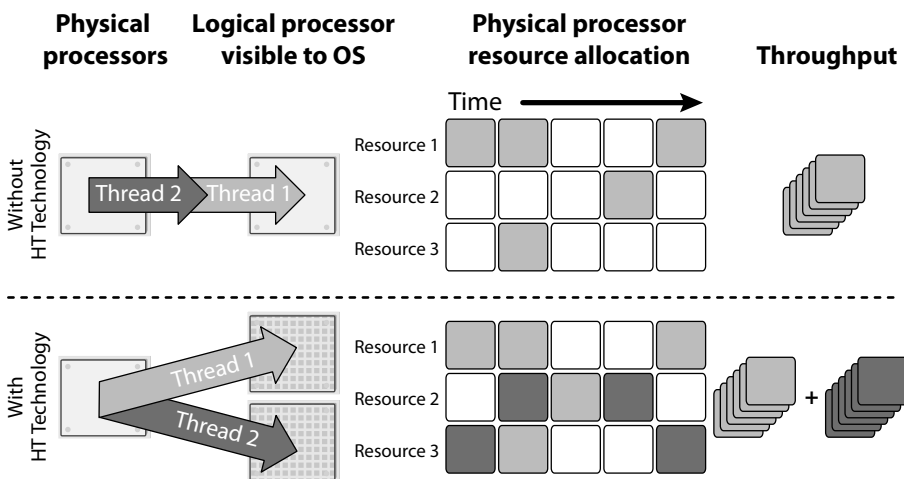 Physical
processors
Logical processor
visible to OS
Physical processor
resource allocation
Throughput
Time
Without
HT Technology
Thread 2
Thread 1
Resource 1
Resource 2
Resource 3
With
HT Technology
Thread 1
Thread 2
Resource 1
Resource 2
Resource 3
+